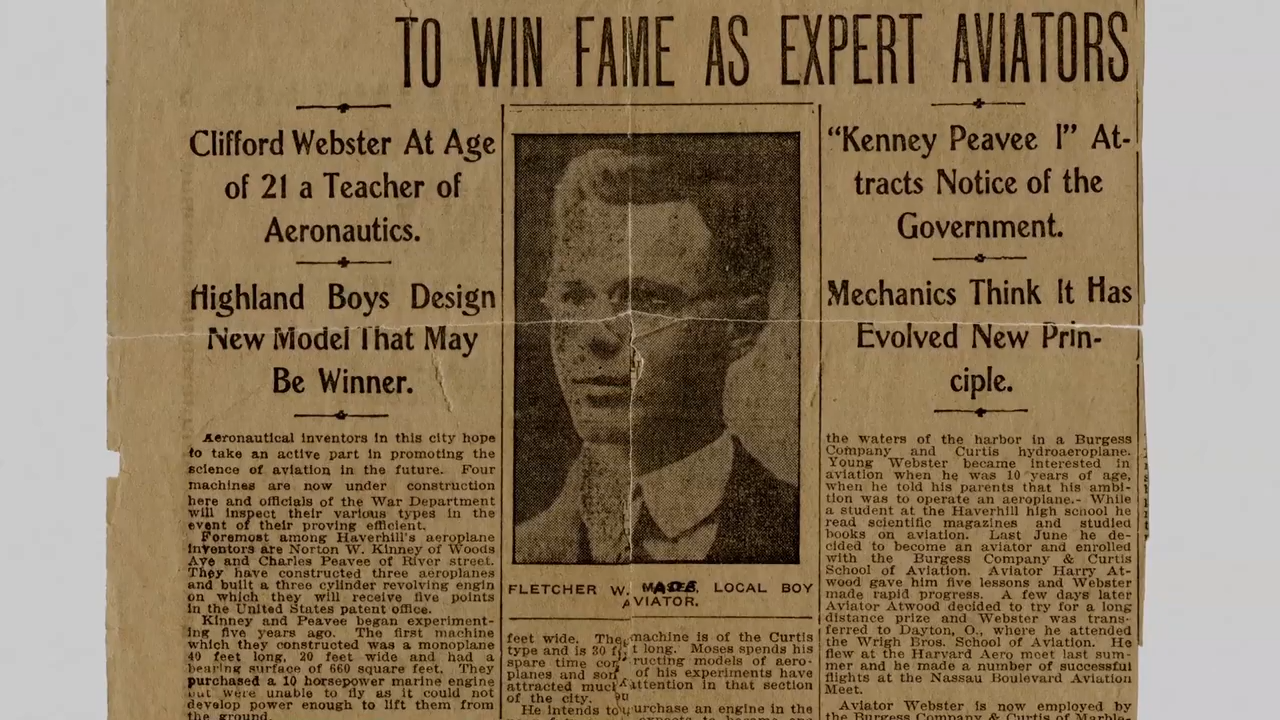 TO WIN FAME AS EXPERT AVIATORS
Clifford Webster At Age
of 21 a Teacher of
Aeronautics.
Highland Boys Design
New Model That May
Be Winner.
Aeronautical inventors in this city hope
to take an active part in promoting the
science of aviation in the future. Four
machines are now under construction
here and officials of the War Department
will inspect their various types in the
event of their proving efficient.
Foremost among Haverhill's aeroplane
inventors are Norton W. Kinney of Woods
Ave and Charles Peavee of River street.
They have constructed three aeroplanes
and built a three cylinder revolving engin
on which they will receive five points
in the United States patent office.
Kinney and Peavee began experiment-
ing five years ago. The first machine
which they constructed was a monoplane
40 feet long, 20 feet wide and had a
bearing surface of 660 square feet. They
purchased a 10 horsepower marine engine
but were unable to fly as it could not
develop power enough to lift them from
the ground.
FLETCHER W. LOCAL BOY
AVIATOR.
feet wide. The machine is of the Curtis
type and is 30 f t long. Moses spends his
spare time con ructing models of aero-
planes and som of his experiments have
attracted much attention in that section
of the city.
He intends to purchase an engine in the
"Kenney Peavee I" At-
tracts Notice of the
Government.
Mechanics Think It Has
Evolved New Prin-
ciple.
the waters of the harbor in a Burgess
Company and Curtis hydroaeroplane.
Young Webster became interested in
aviation when he was 10 years of age,
when he told his parents that his ambi-
tion was to operate an aeroplane.- While
a student at the Haverhill high school he
read scientific magazines and studied
books on aviation. Last June he de-
cided to become an aviator and enrolled
with the Burgess Company & Curtis
School of Aviation. Aviator Harry At-
wood gave him five lessons and Webster
made rapid progress. A few days later
Aviator Atwood decided to try for a long
distance prize and Webster was trans-
ferred to Dayton, O., where he attended
the Wrigh Bros. School of Aviation. He
flew at the Harvard Aero meet last sum-
mer and he made a number of successful
flights at the Nassau Boulevard Aviation
Meet.
Aviator Webster is now employed by
the Burgess Company & Curtis of Marble-